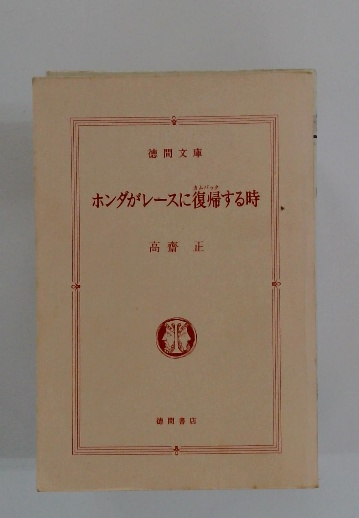 徳間文庫
カムバック
ホンダがレースに復帰する時
高齋 正
徳間書店